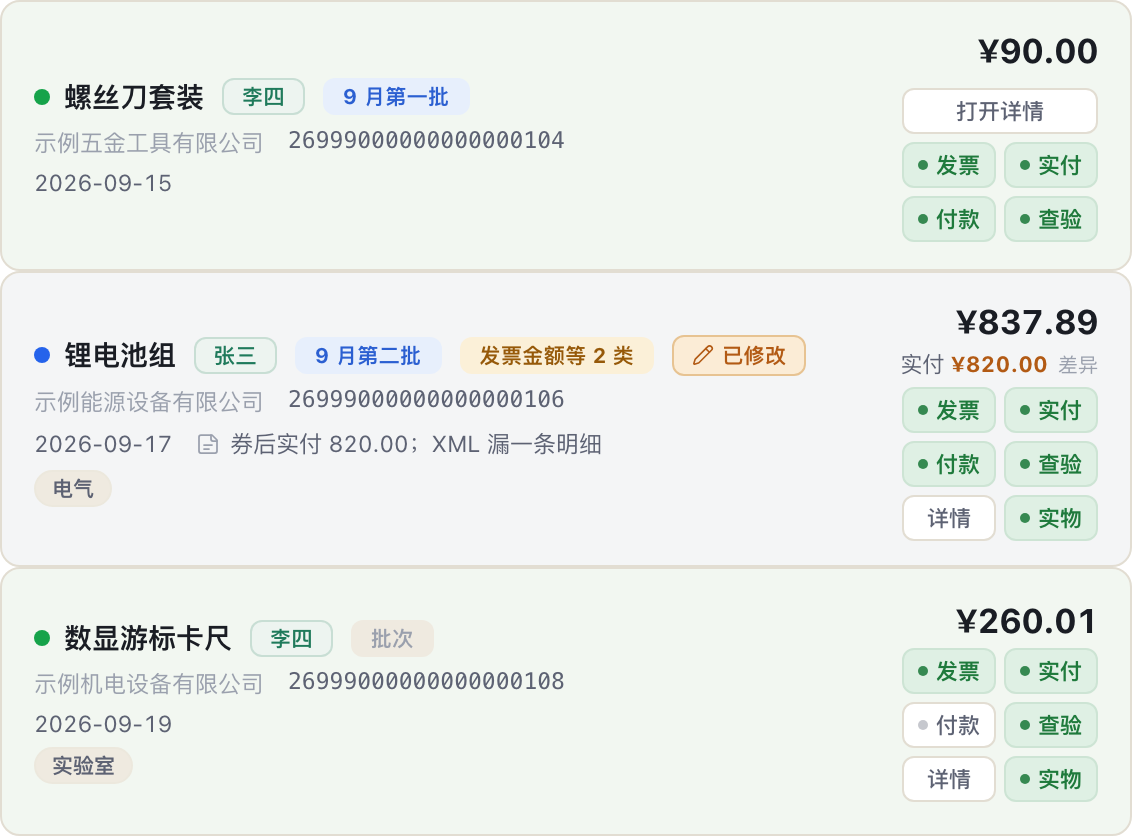 螺丝刀套装 李四 9 月第一批
示例五金工具有限公司 26999000000000000104
2026-09-15
¥90.00
打开详情
发票 实付
付款 查验
锂电池组 张三 9 月第二批 发票金额等 2 类 已修改
示例能源设备有限公司 26999000000000000106
2026-09-17 券后实付 820.00；XML 漏一条明细
电气
¥837.89
实付 ¥820.00 差异
发票 实付
付款 查验
详情 实物
数显游标卡尺 李四 批次
示例机电设备有限公司 26999000000000000108
2026-09-19
实验室
¥260.01
发票 实付
付款 查验
详情 实物